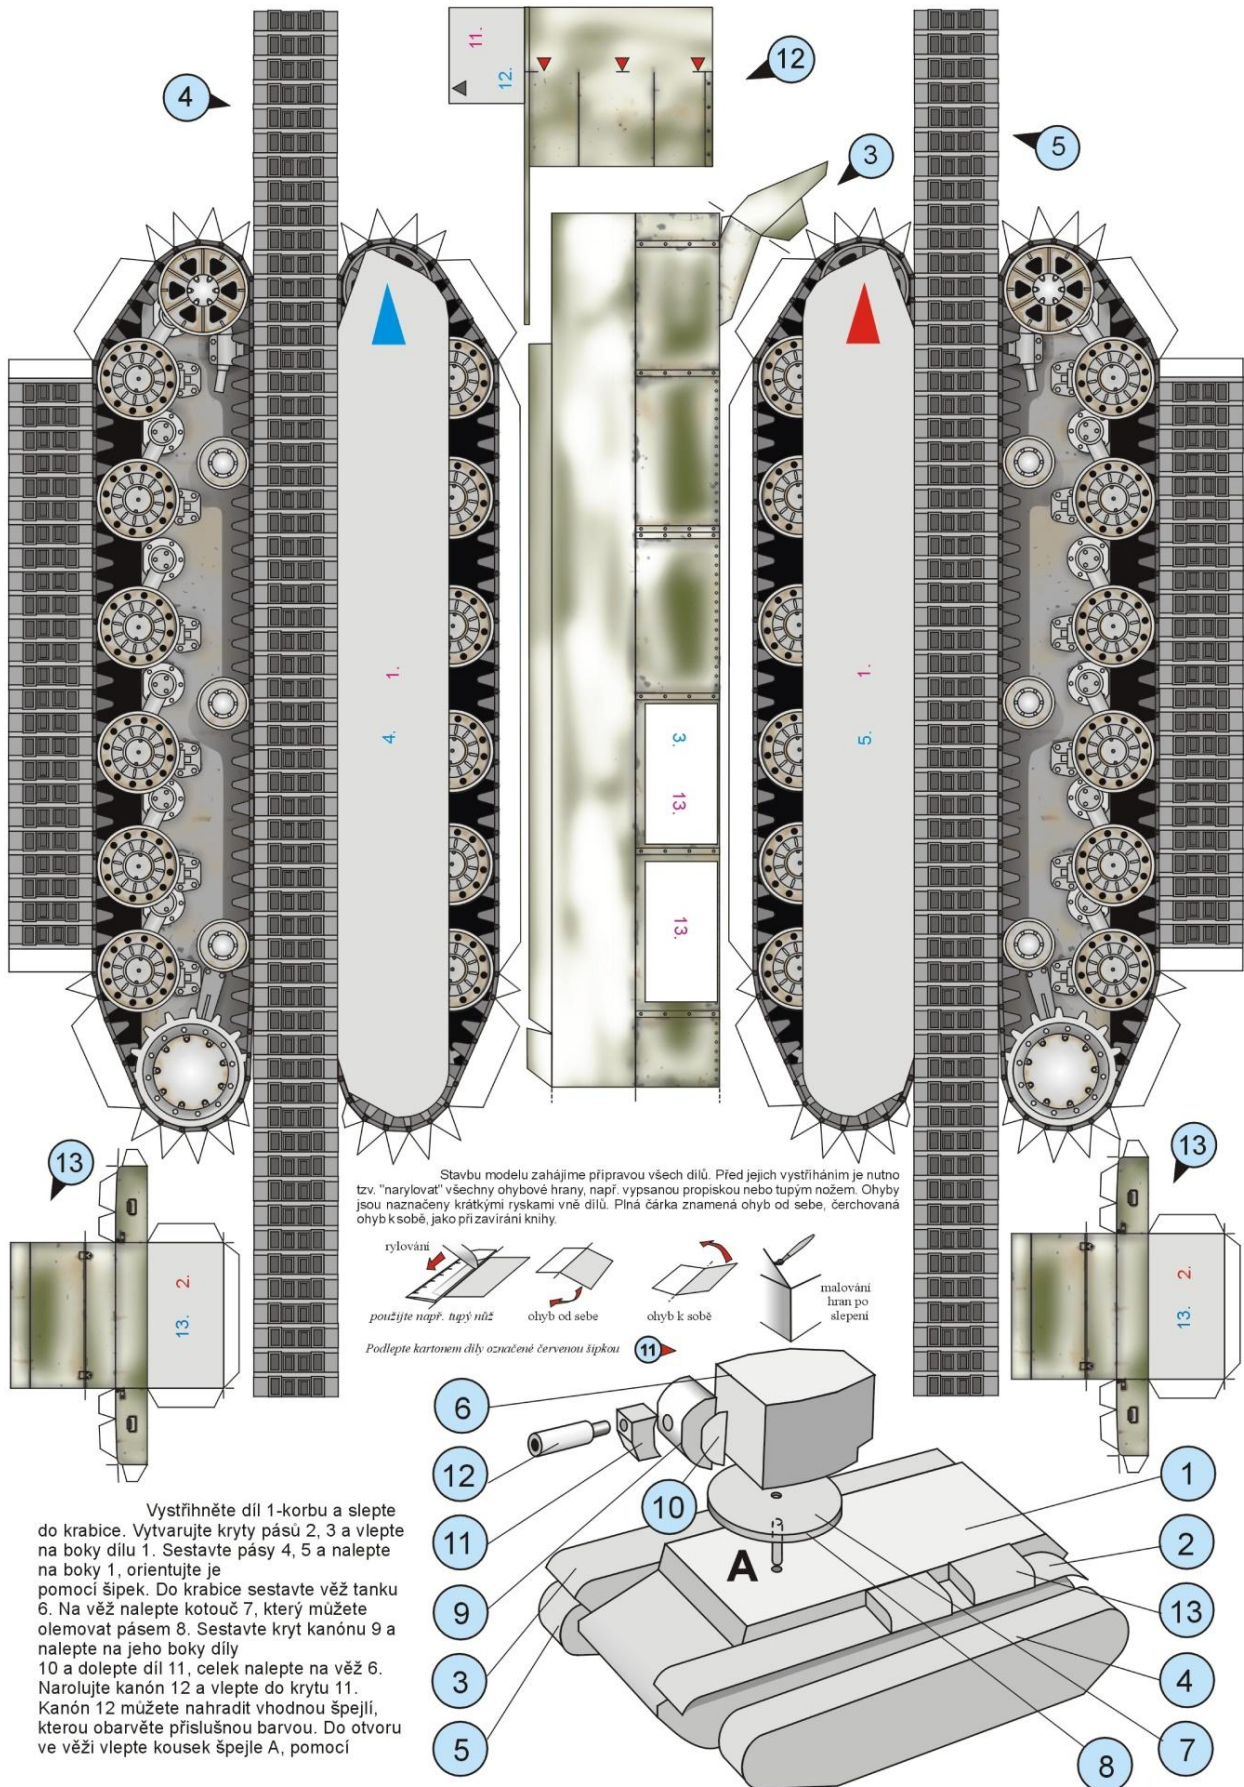 11.
12.
12
4
5
3
1.
4.
1.
5.
3.
13.
13.
13
13
Stavbu modelu zahájíme přípravou všech dílů. Před jejich vystříháním je nutno
tzv. "narylovat" všechny ohybové hrany, např. vypsanou propiskou nebo tupým nožem. Ohyby
jsou naznačeny krátkými ryskami vně dílů. Plná čárka znamená ohyb od sebe, čerchovaná
ohyb k sobě, jako při zavírání knihy.
rylování
použijte např. tupý nůž
ohyb od sebe
ohyb k sobě
malování
hran po
slepení
Podlepte kartonem díly označené červenou šipkou
11
2.
13.
2.
13.
6
12
11
9
3
5
10
A
1
2
13
4
7
8
Vystřihněte díl 1-korbu a slepte
do krabice. Vytvarujte kryty pásů 2, 3 a vlepte
na boky dílu 1. Sestavte pásy 4, 5 a nalepte
na boky 1, orientujte je
pomocí šipek. Do krabice sestavte věž tanku
6. Na věž nalepte kotouč 7, který můžete
olemovat pásem 8. Sestavte kryt kanónu 9 a
nalepte na jeho boky díly
10 a dolepte díl 11, celek nalepte na věž 6.
Narolujte kanón 12 a vlepte do krytu 11.
Kanón 12 můžete nahradit vhodnou špejlí,
kterou obarvěte příslušnou barvou. Do otvoru
ve věži vlepte kousek špejle A, pomocí